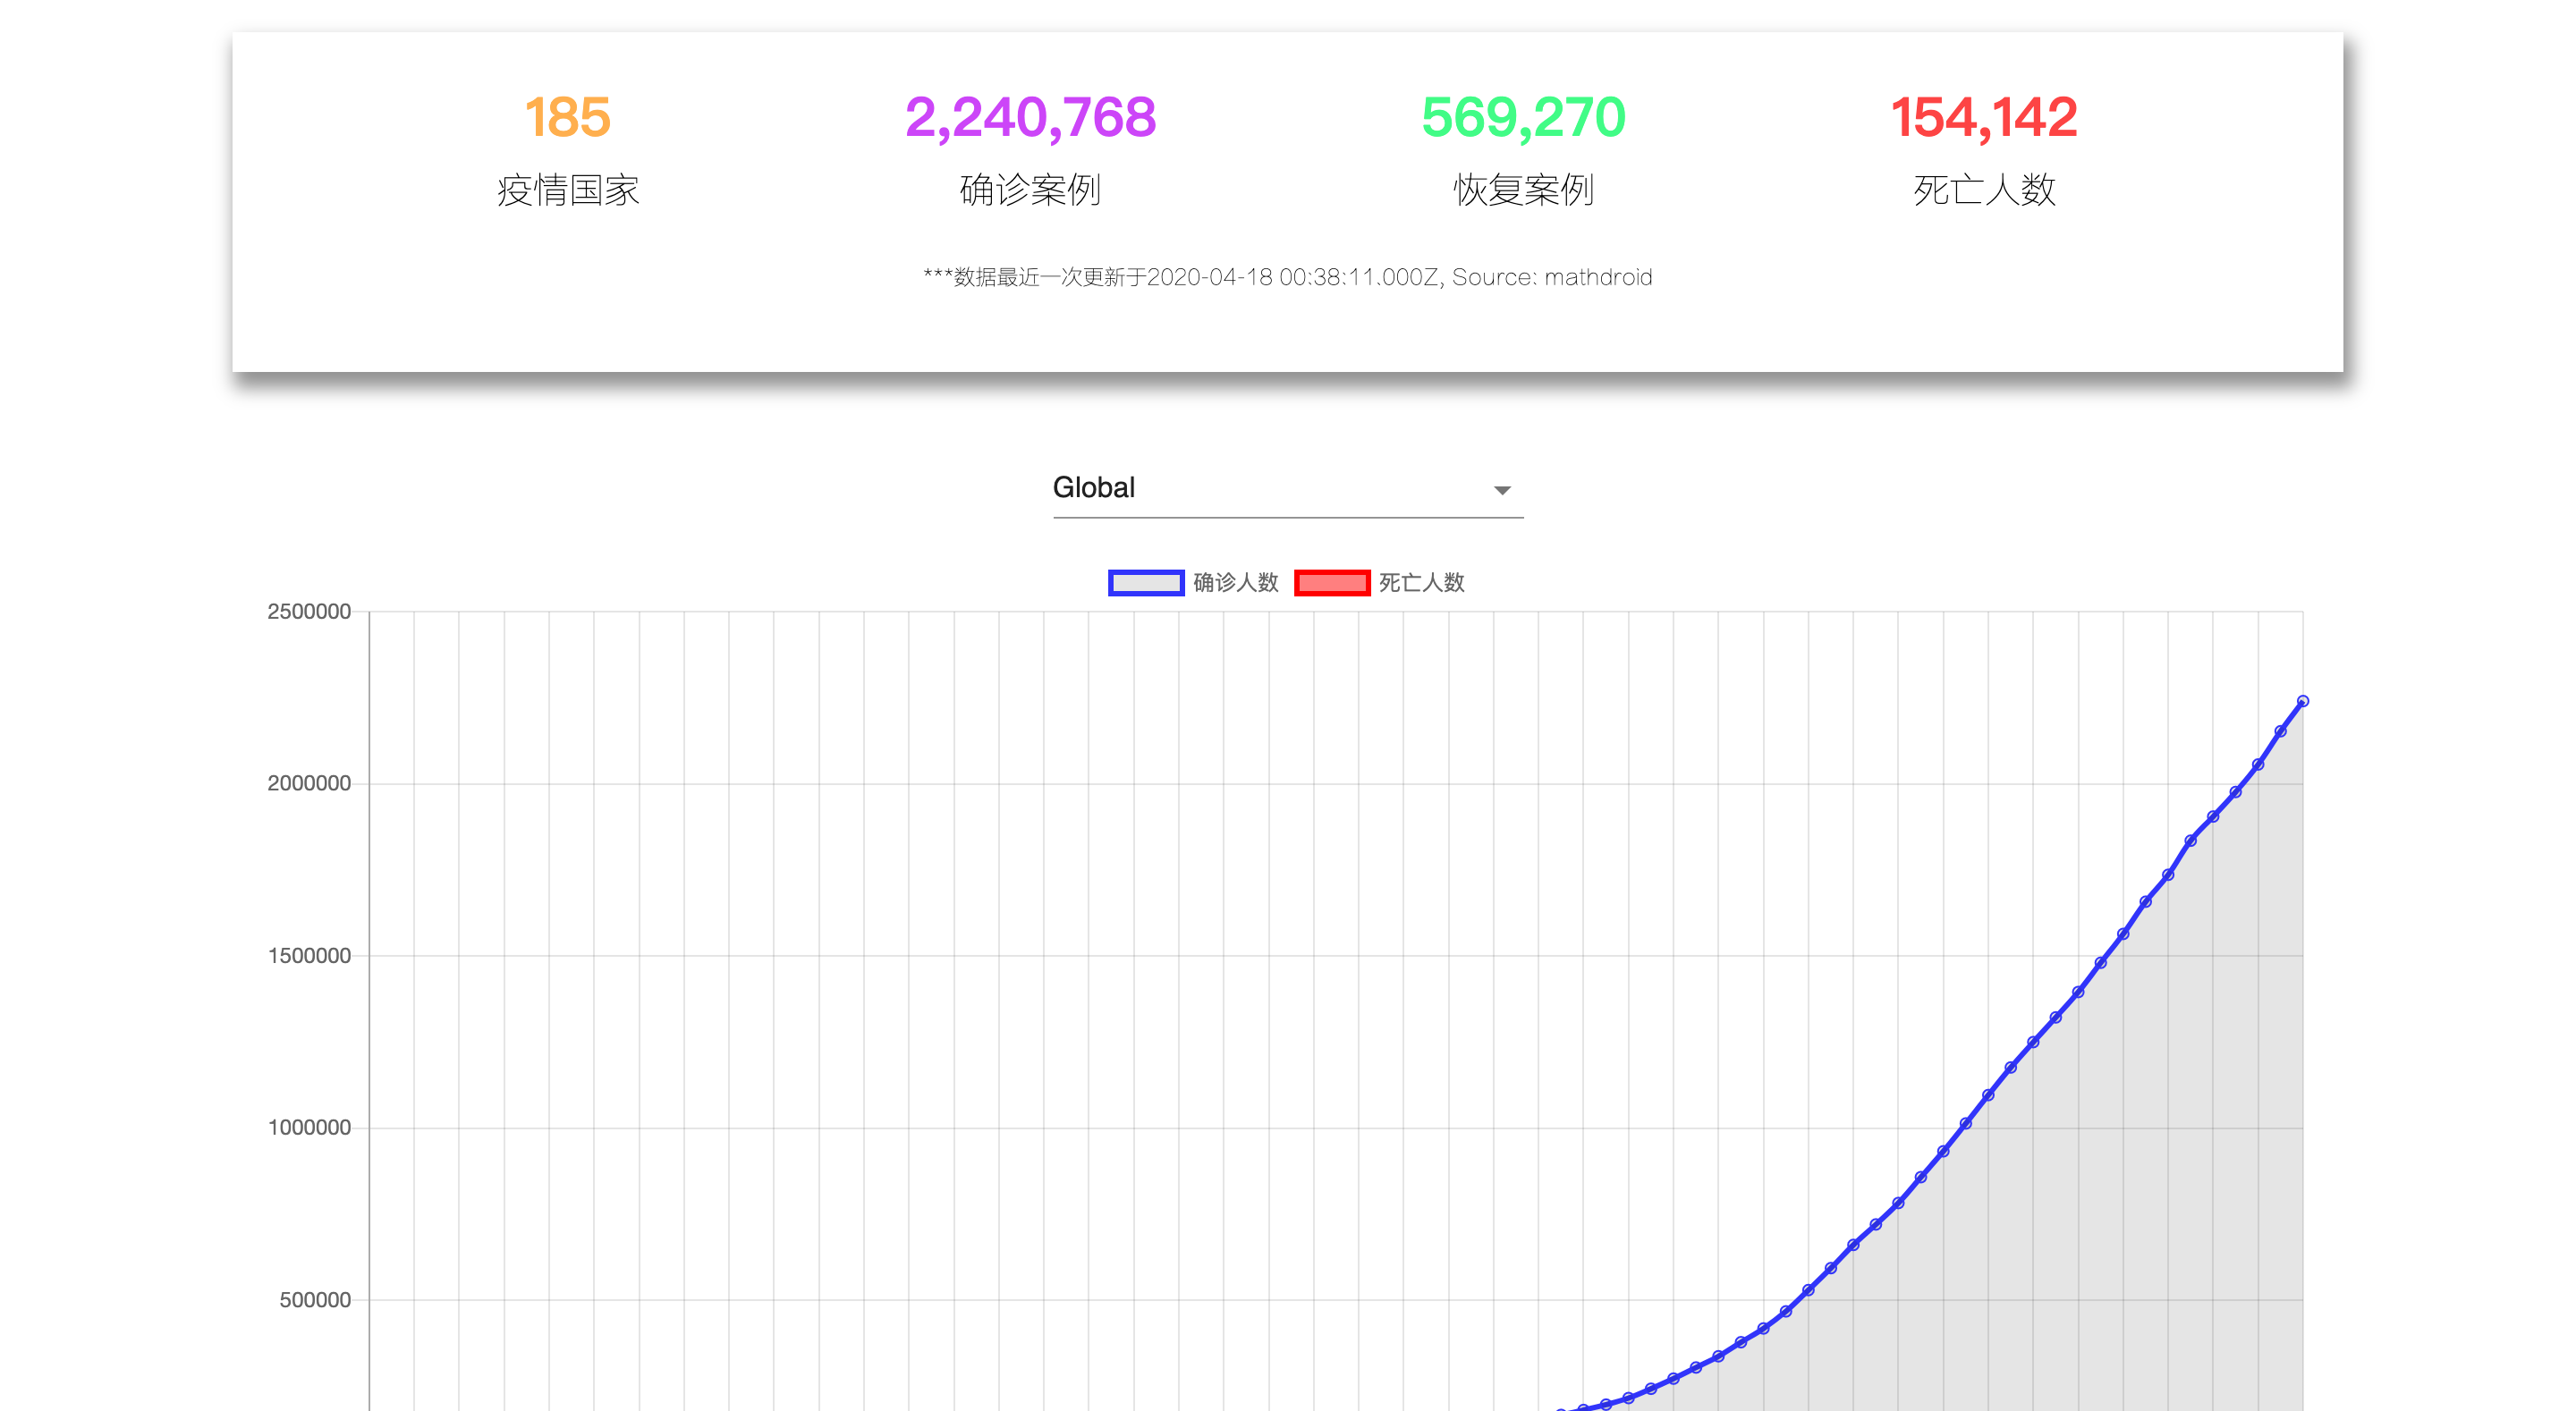 185 2,240,768 569,270 154,142
疫情国家 确诊案例 恢复案例 死亡人数
***数据最近一次更新于2020-04-18 00:38:11.000Z, Source: mathdroid
Global
确诊人数 死亡人数
2500000
2000000
1500000
1000000
500000